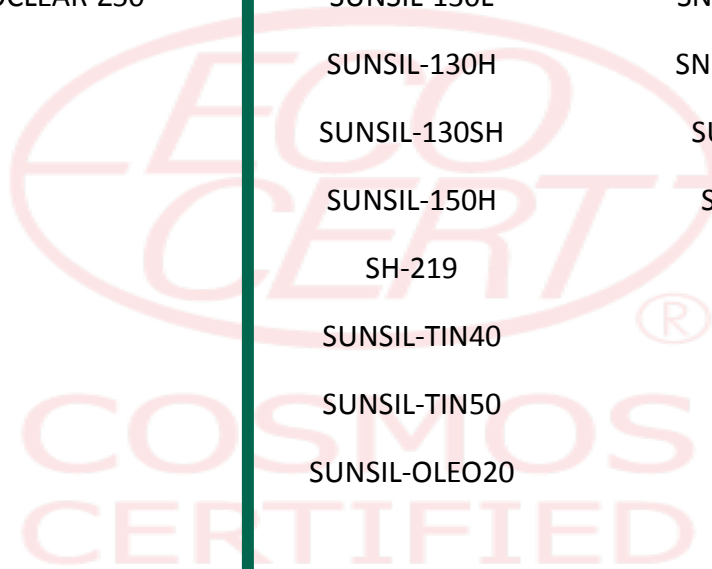 SUNSIL-130H
SUNSIL-130SH
SUNSIL-150H
SH-219
SUNSIL-TIN40
SUNSIL-TIN50
SUNSIL-OLEO20
ECO
CERT
®
COSMOS
CERTIFIED